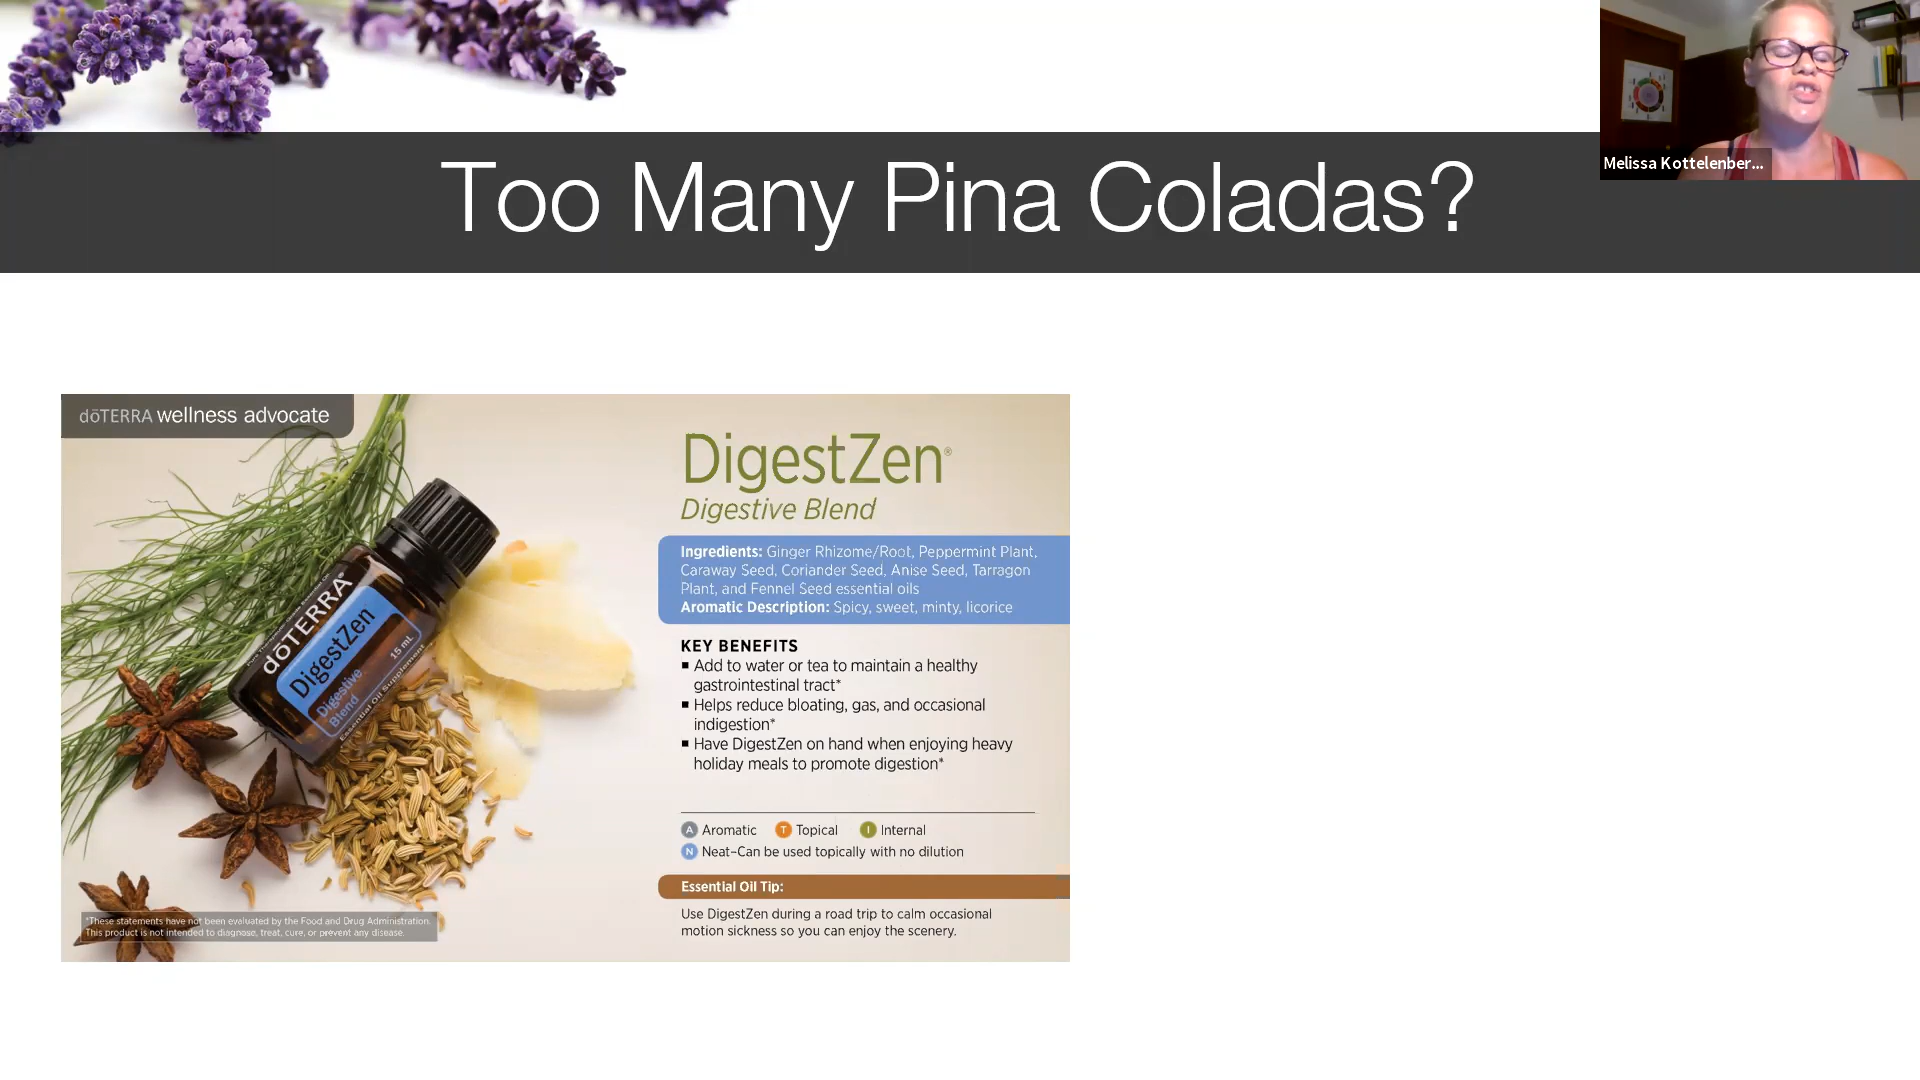 Too Many Pina Coladas?
Melissa Kottelenber...
dōTERRA wellness advocate
DigestZen®
Digestive Blend
Ingredients: Ginger Rhizome/Root, Peppermint Plant,
Caraway Seed, Coriander Seed, Anise Seed, Tarragon
Plant, and Fennel Seed essential oils
Aromatic Description: Spicy, sweet, minty, licorice
KEY BENEFITS
▪ Add to water or tea to maintain a healthy
gastrointestinal tract*
▪ Helps reduce bloating, gas, and occasional
indigestion*
▪ Have DigestZen on hand when enjoying heavy
holiday meals to promote digestion*
A Aromatic T Topical I Internal
N Neat–Can be used topically with no dilution
Essential Oil Tip:
Use DigestZen during a road trip to calm occasional
motion sickness so you can enjoy the scenery.
dōTERRA®
DigestZen
Digestive
Blend
15 mL
Essential Oil Supplement
*These statements have not been evaluated by the Food and Drug Administration.
This product is not intended to diagnose, treat, cure, or prevent any disease.